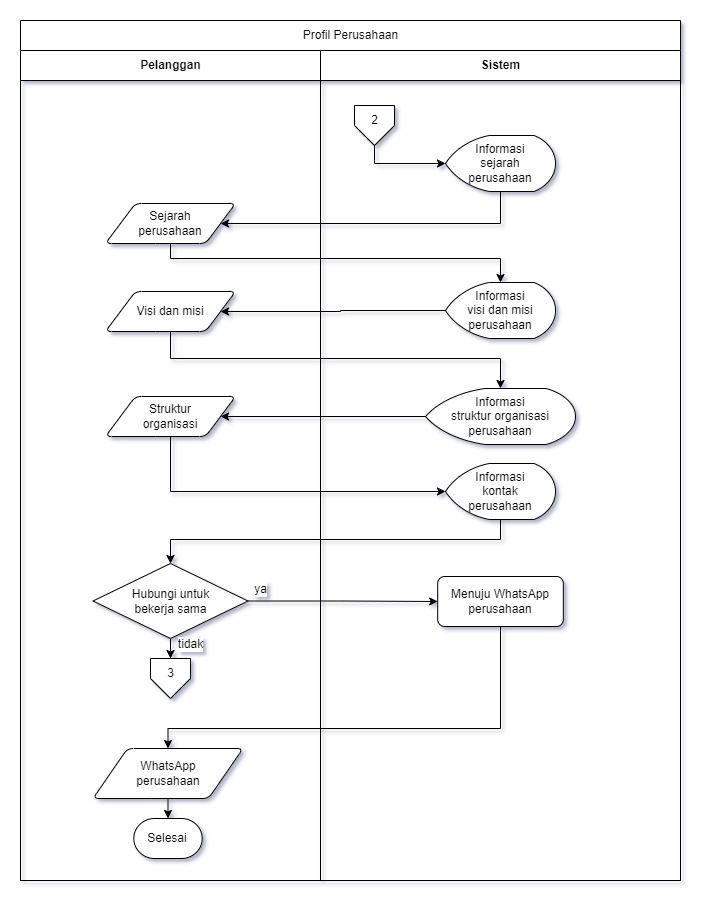 Profil Perusahaan
Pelanggan
Sistem
2
Informasi
sejarah
perusahaan
Sejarah
perusahaan
Informasi
visi dan misi
perusahaan
Visi dan misi
Informasi
struktur organisasi
perusahaan
Struktur
organisasi
Informasi
kontak
perusahaan
Hubungi untuk
bekerja sama
ya
Menuju WhatsApp
perusahaan
tidak
3
WhatsApp
perusahaan
Selesai